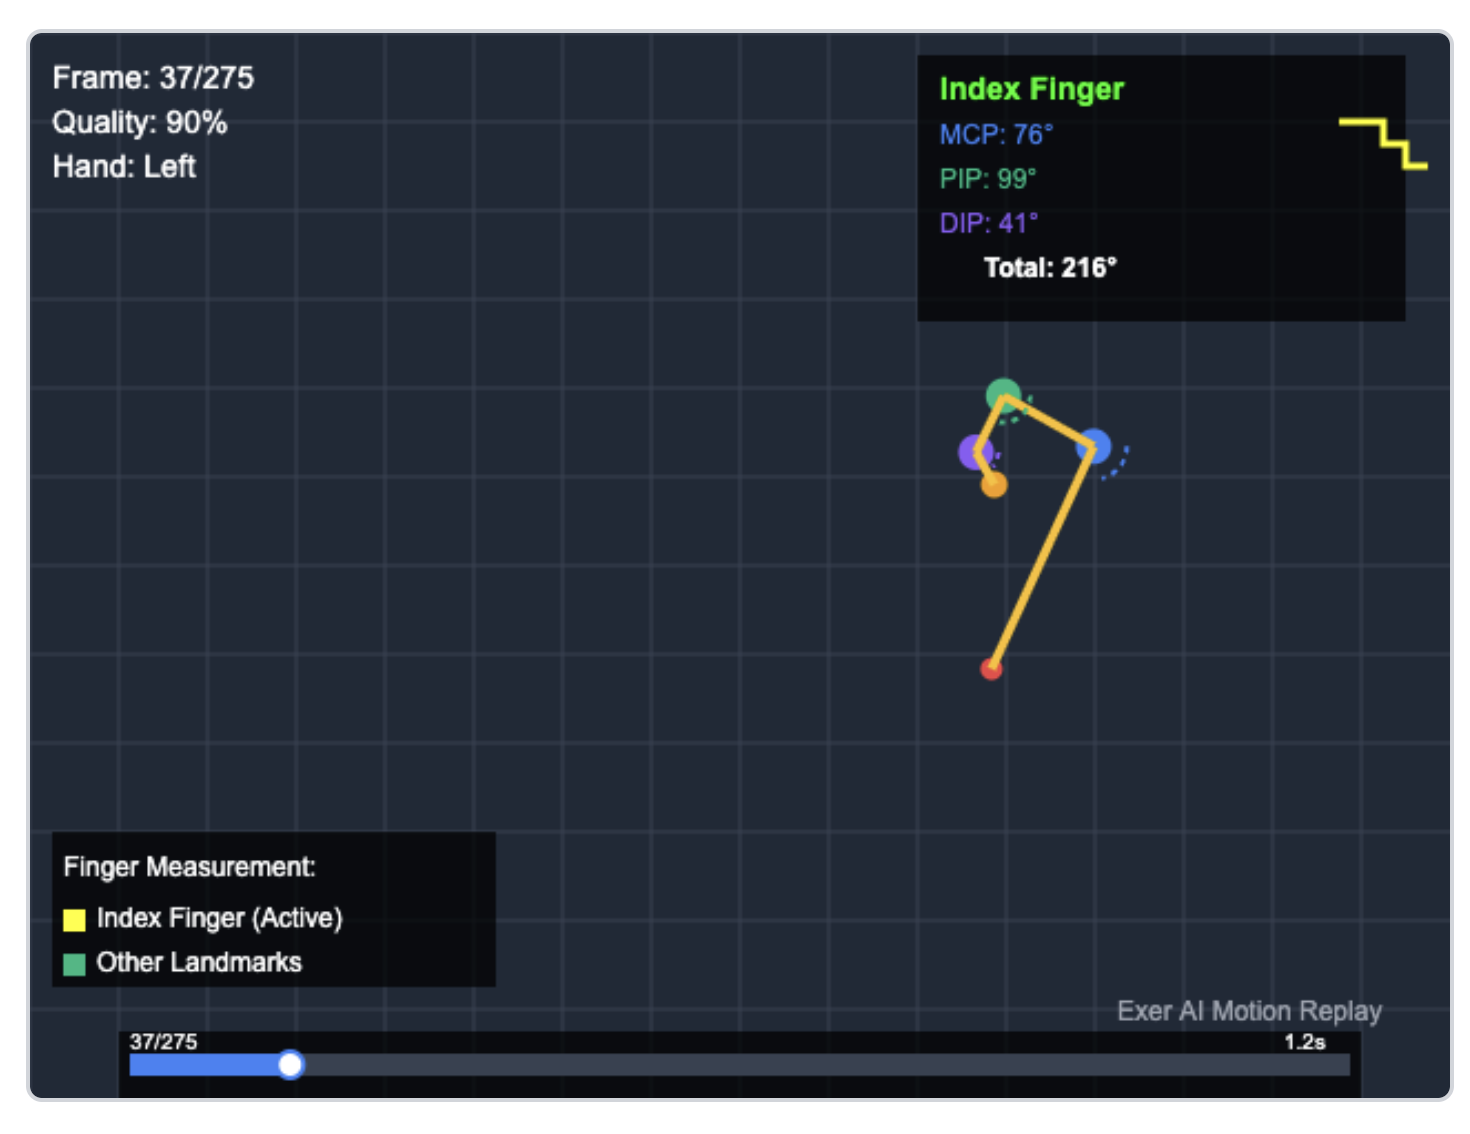 Frame: 37/275
Quality: 90%
Hand: Left
Index Finger
MCP: 76°
PIP: 99°
DIP: 41°
Total: 216°
Finger Measurement:
Index Finger (Active)
Other Landmarks
Exer AI Motion Replay
37/275
1.2s